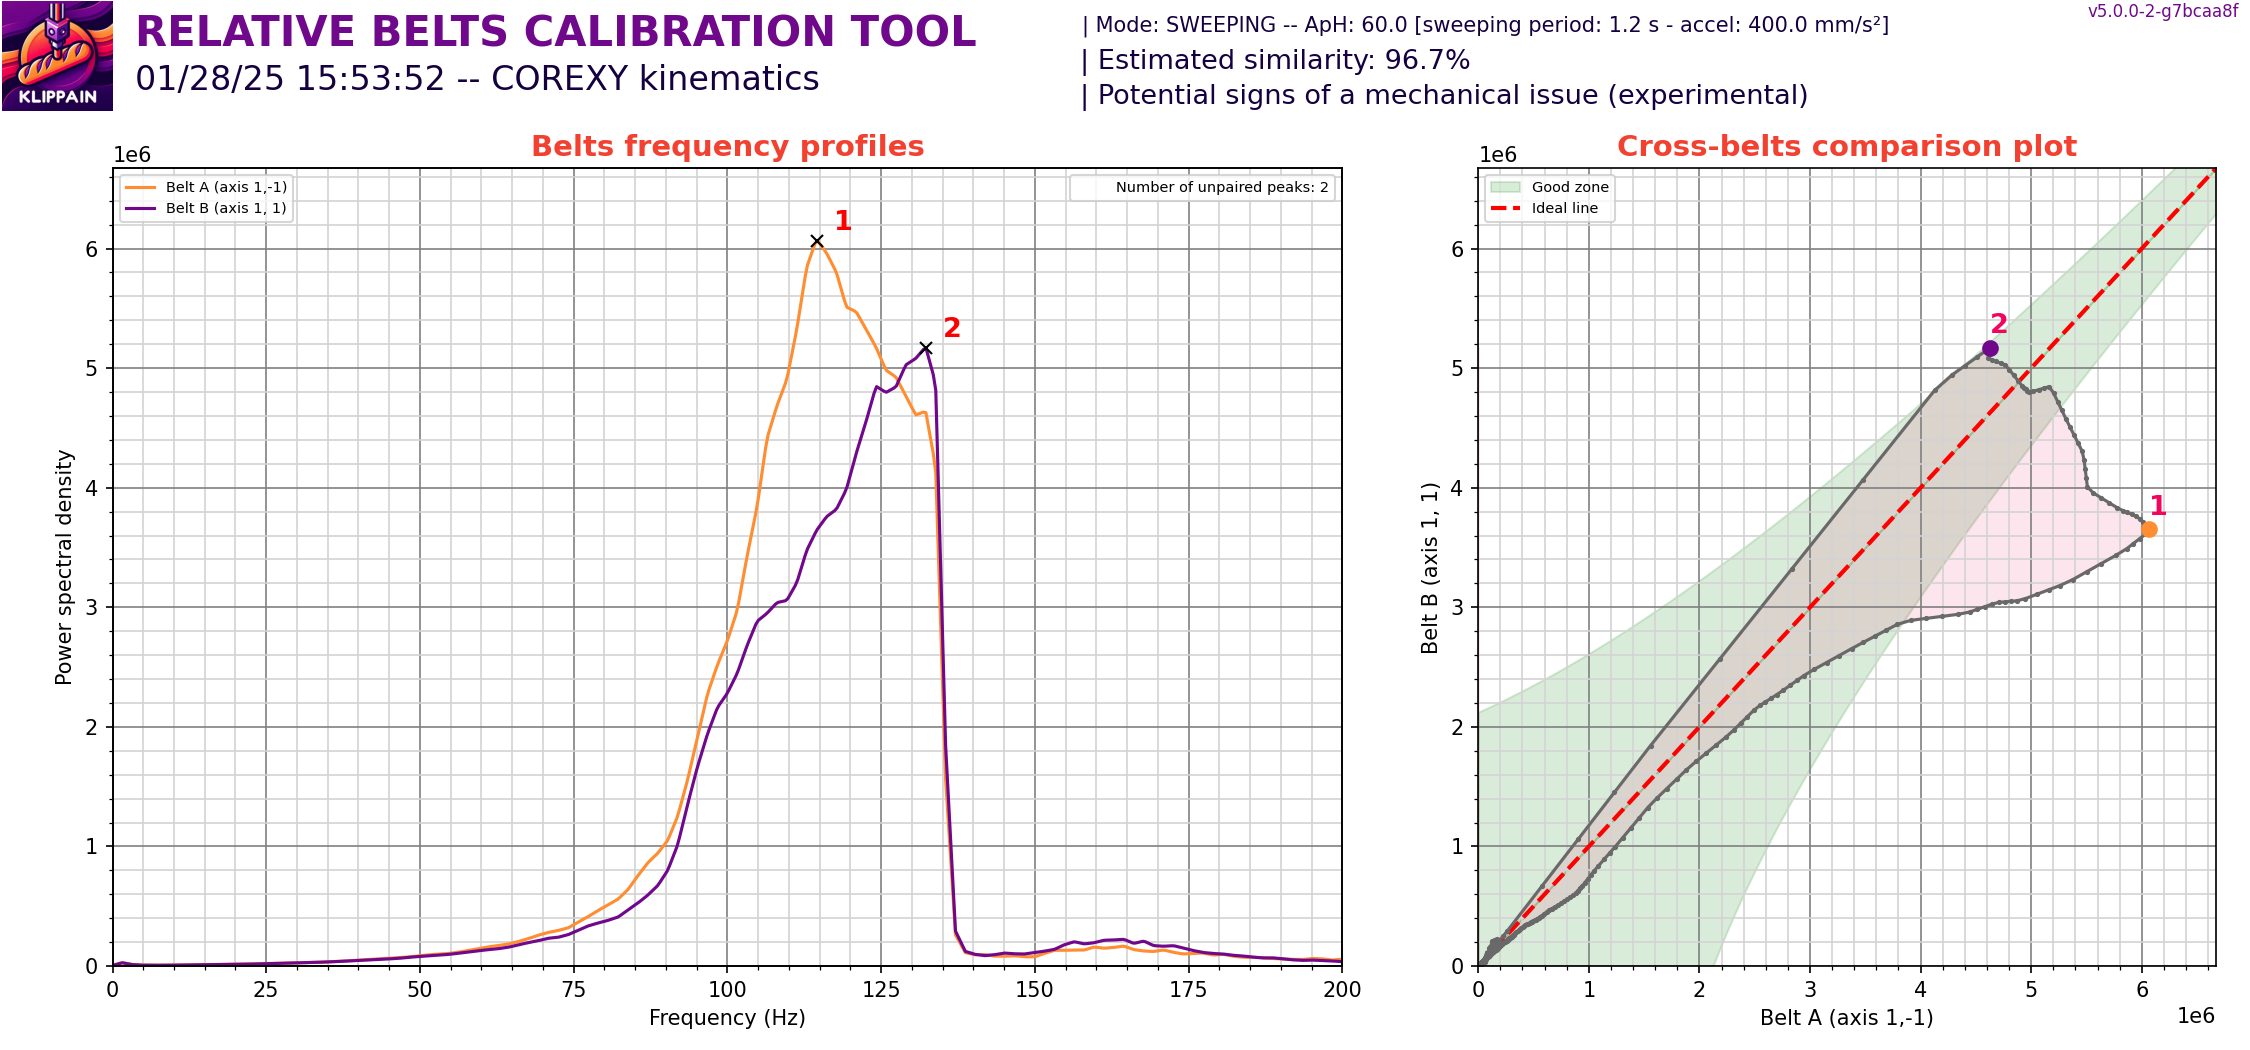 KLIPPAIN
RELATIVE BELTS CALIBRATION TOOL
01/28/25 15:53:52 -- COREXY kinematics
| Mode: SWEEPING -- ApH: 60.0 [sweeping period: 1.2 s - accel: 400.0 mm/s²]
| Estimated similarity: 96.7%
| Potential signs of a mechanical issue (experimental)
v5.0.0-2-g7bcaa8f
Belts frequency profiles
1e6
Belt A (axis 1,-1)
Belt B (axis 1, 1)
Number of unpaired peaks: 2
1
2
6
5
4
3
2
1
0
Power spectral density
0 25 50 75 100 125 150 175 200
Frequency (Hz)
Cross-belts comparison plot
1e6
Good zone
Ideal line
2
1
6
5
4
3
2
1
0
Belt B (axis 1, 1)
0 1 2 3 4 5 6
Belt A (axis 1,-1)
1e6